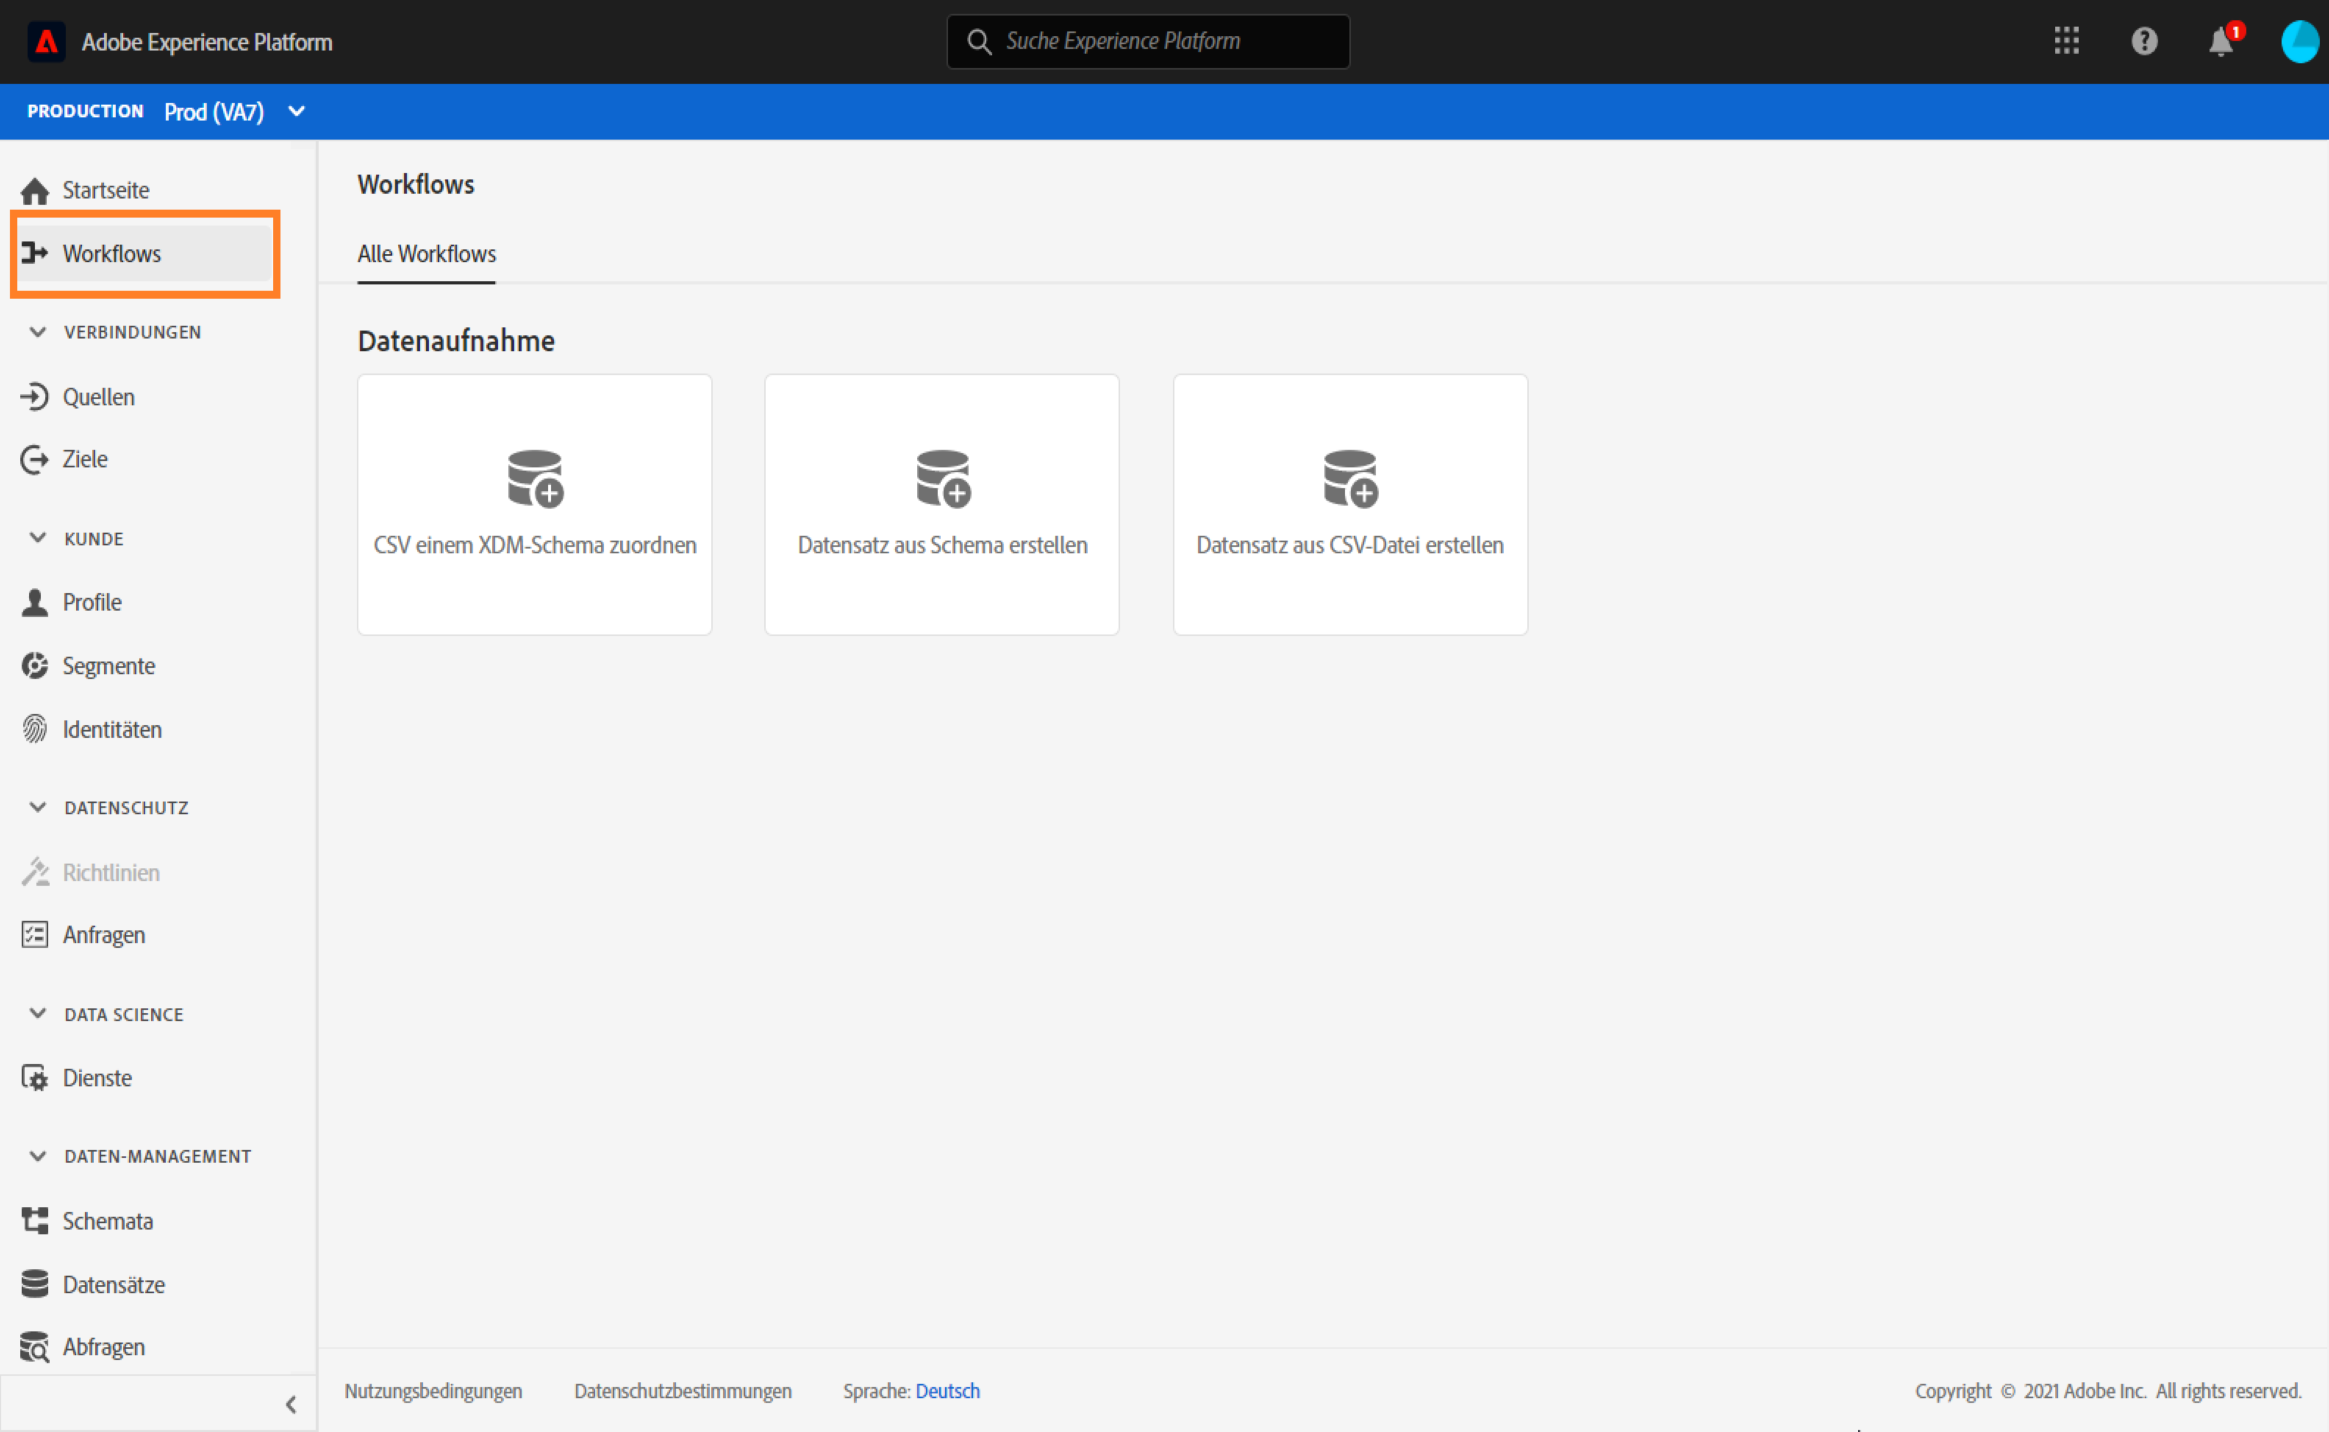 Adobe Experience Platform
Suche Experience Platform
1
PRODUCTION Prod (VA7)
Startseite
Workflows
VERBINDUNGEN
Quellen
Ziele
KUNDE
Profile
Segmente
Identitäten
DATENSCHUTZ
Richtlinien
Anfragen
DATA SCIENCE
Dienste
DATEN-MANAGEMENT
Schemata
Datensätze
Abfragen
Workflows
Alle Workflows
Datenaufnahme
CSV einem XDM-Schema zuordnen
Datensatz aus Schema erstellen
Datensatz aus CSV-Datei erstellen
Nutzungsbedingungen Datenschutzbestimmungen Sprache: Deutsch Copyright © 2021 Adobe Inc. All rights reserved.